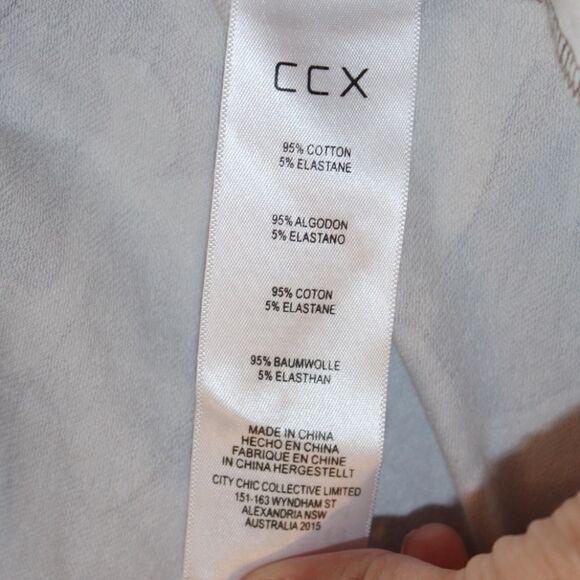 CCX
95% COTTON
5% ELASTANE
95% ALGODON
5% ELASTANO
95% COTON
5% ELASTANE
95% BAUMWOLLE
5% ELASTHAN
MADE IN CHINA
HECHO EN CHINA
FABRIQUE EN CHINE
IN CHINA HERGESTELLT
CITY CHIC COLLECTIVE LIMITED
151-163 WYNDHAM ST
ALEXANDRIA NSW
AUSTRALIA 2015